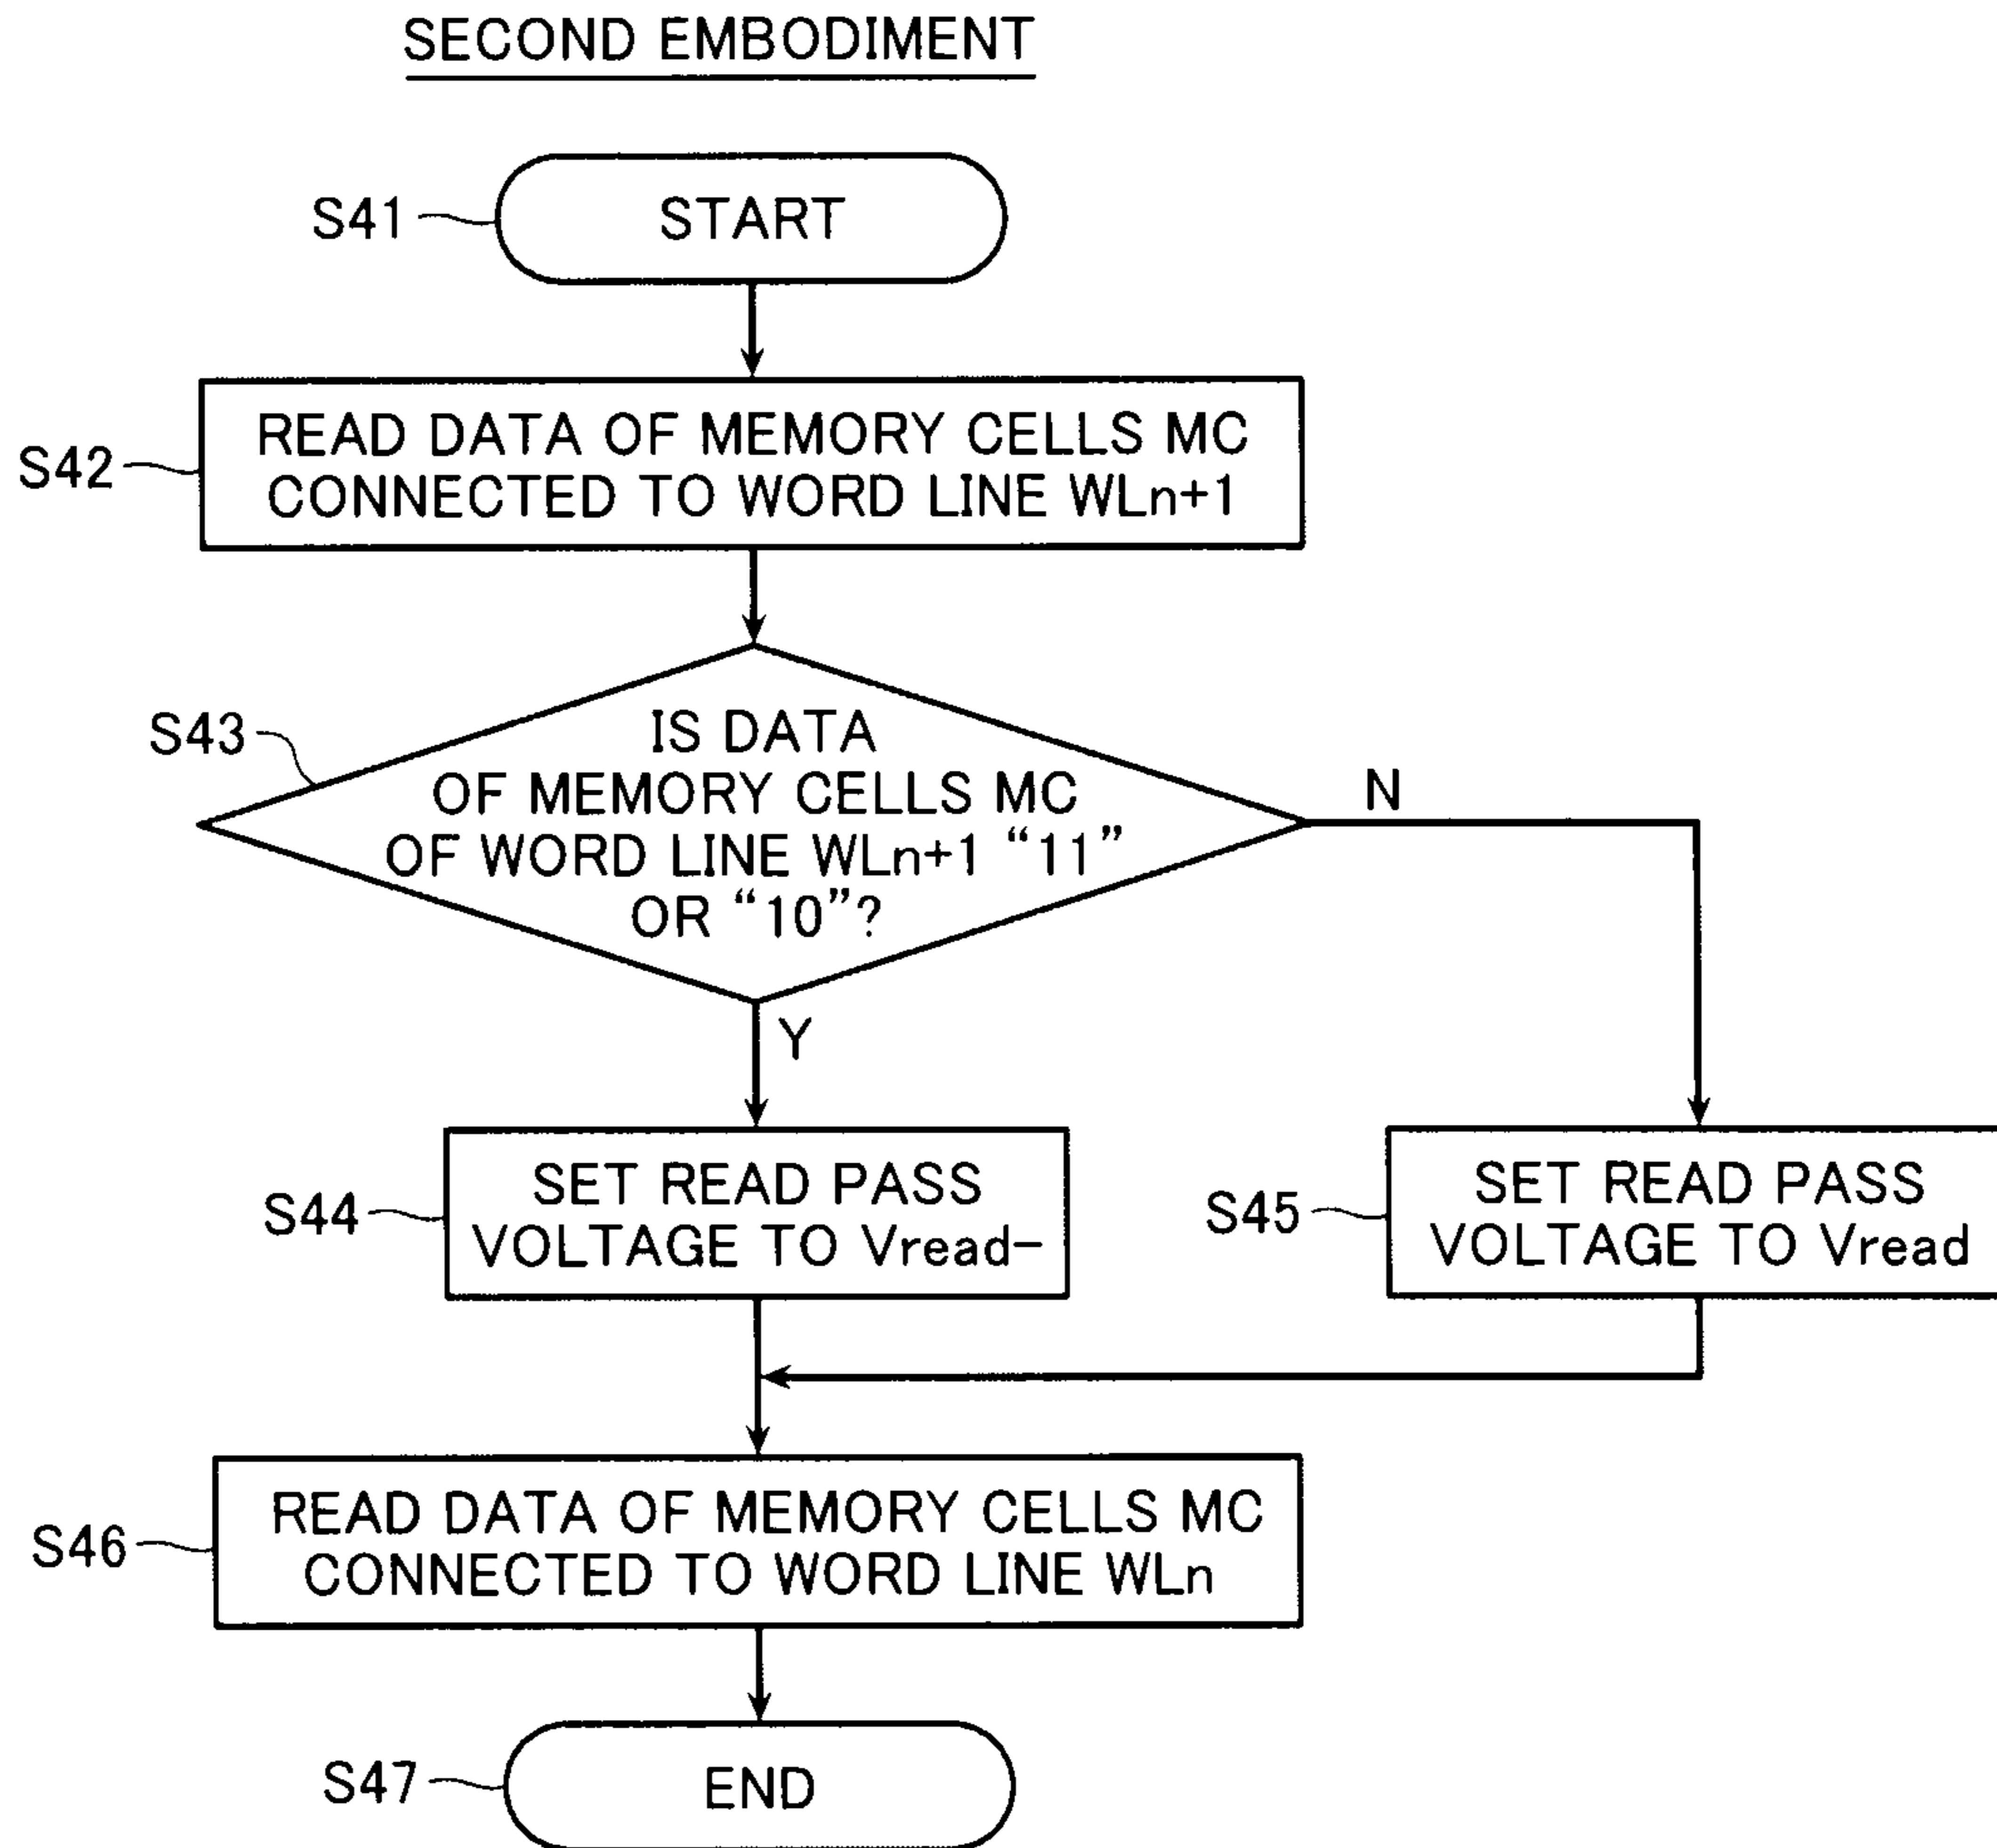 SECOND EMBODIMENT
S41
START
S42
READ DATA OF MEMORY CELLS MC
CONNECTED TO WORD LINE WLn+1
S43
IS DATA
OF MEMORY CELLS MC
OF WORD LINE WLn+1 “11”
OR “10”?
N
Y
S44
SET READ PASS
VOLTAGE TO Vread-
S45
SET READ PASS
VOLTAGE TO Vread
S46
READ DATA OF MEMORY CELLS MC
CONNECTED TO WORD LINE WLn
S47
END